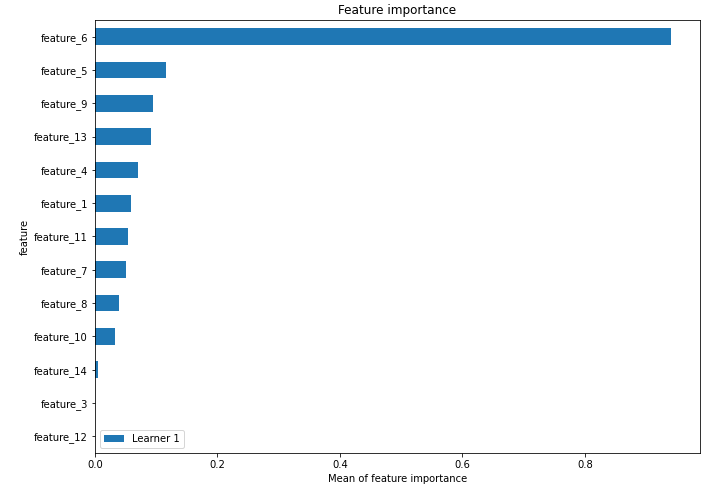 Feature importance
feature_6
feature_5
feature_9
feature_13
feature_4
feature_1
feature_11
feature_7
feature_8
feature_10
feature_14
feature_3
feature_12
feature
Learner 1
0.0 0.2 0.4 0.6 0.8
Mean of feature importance